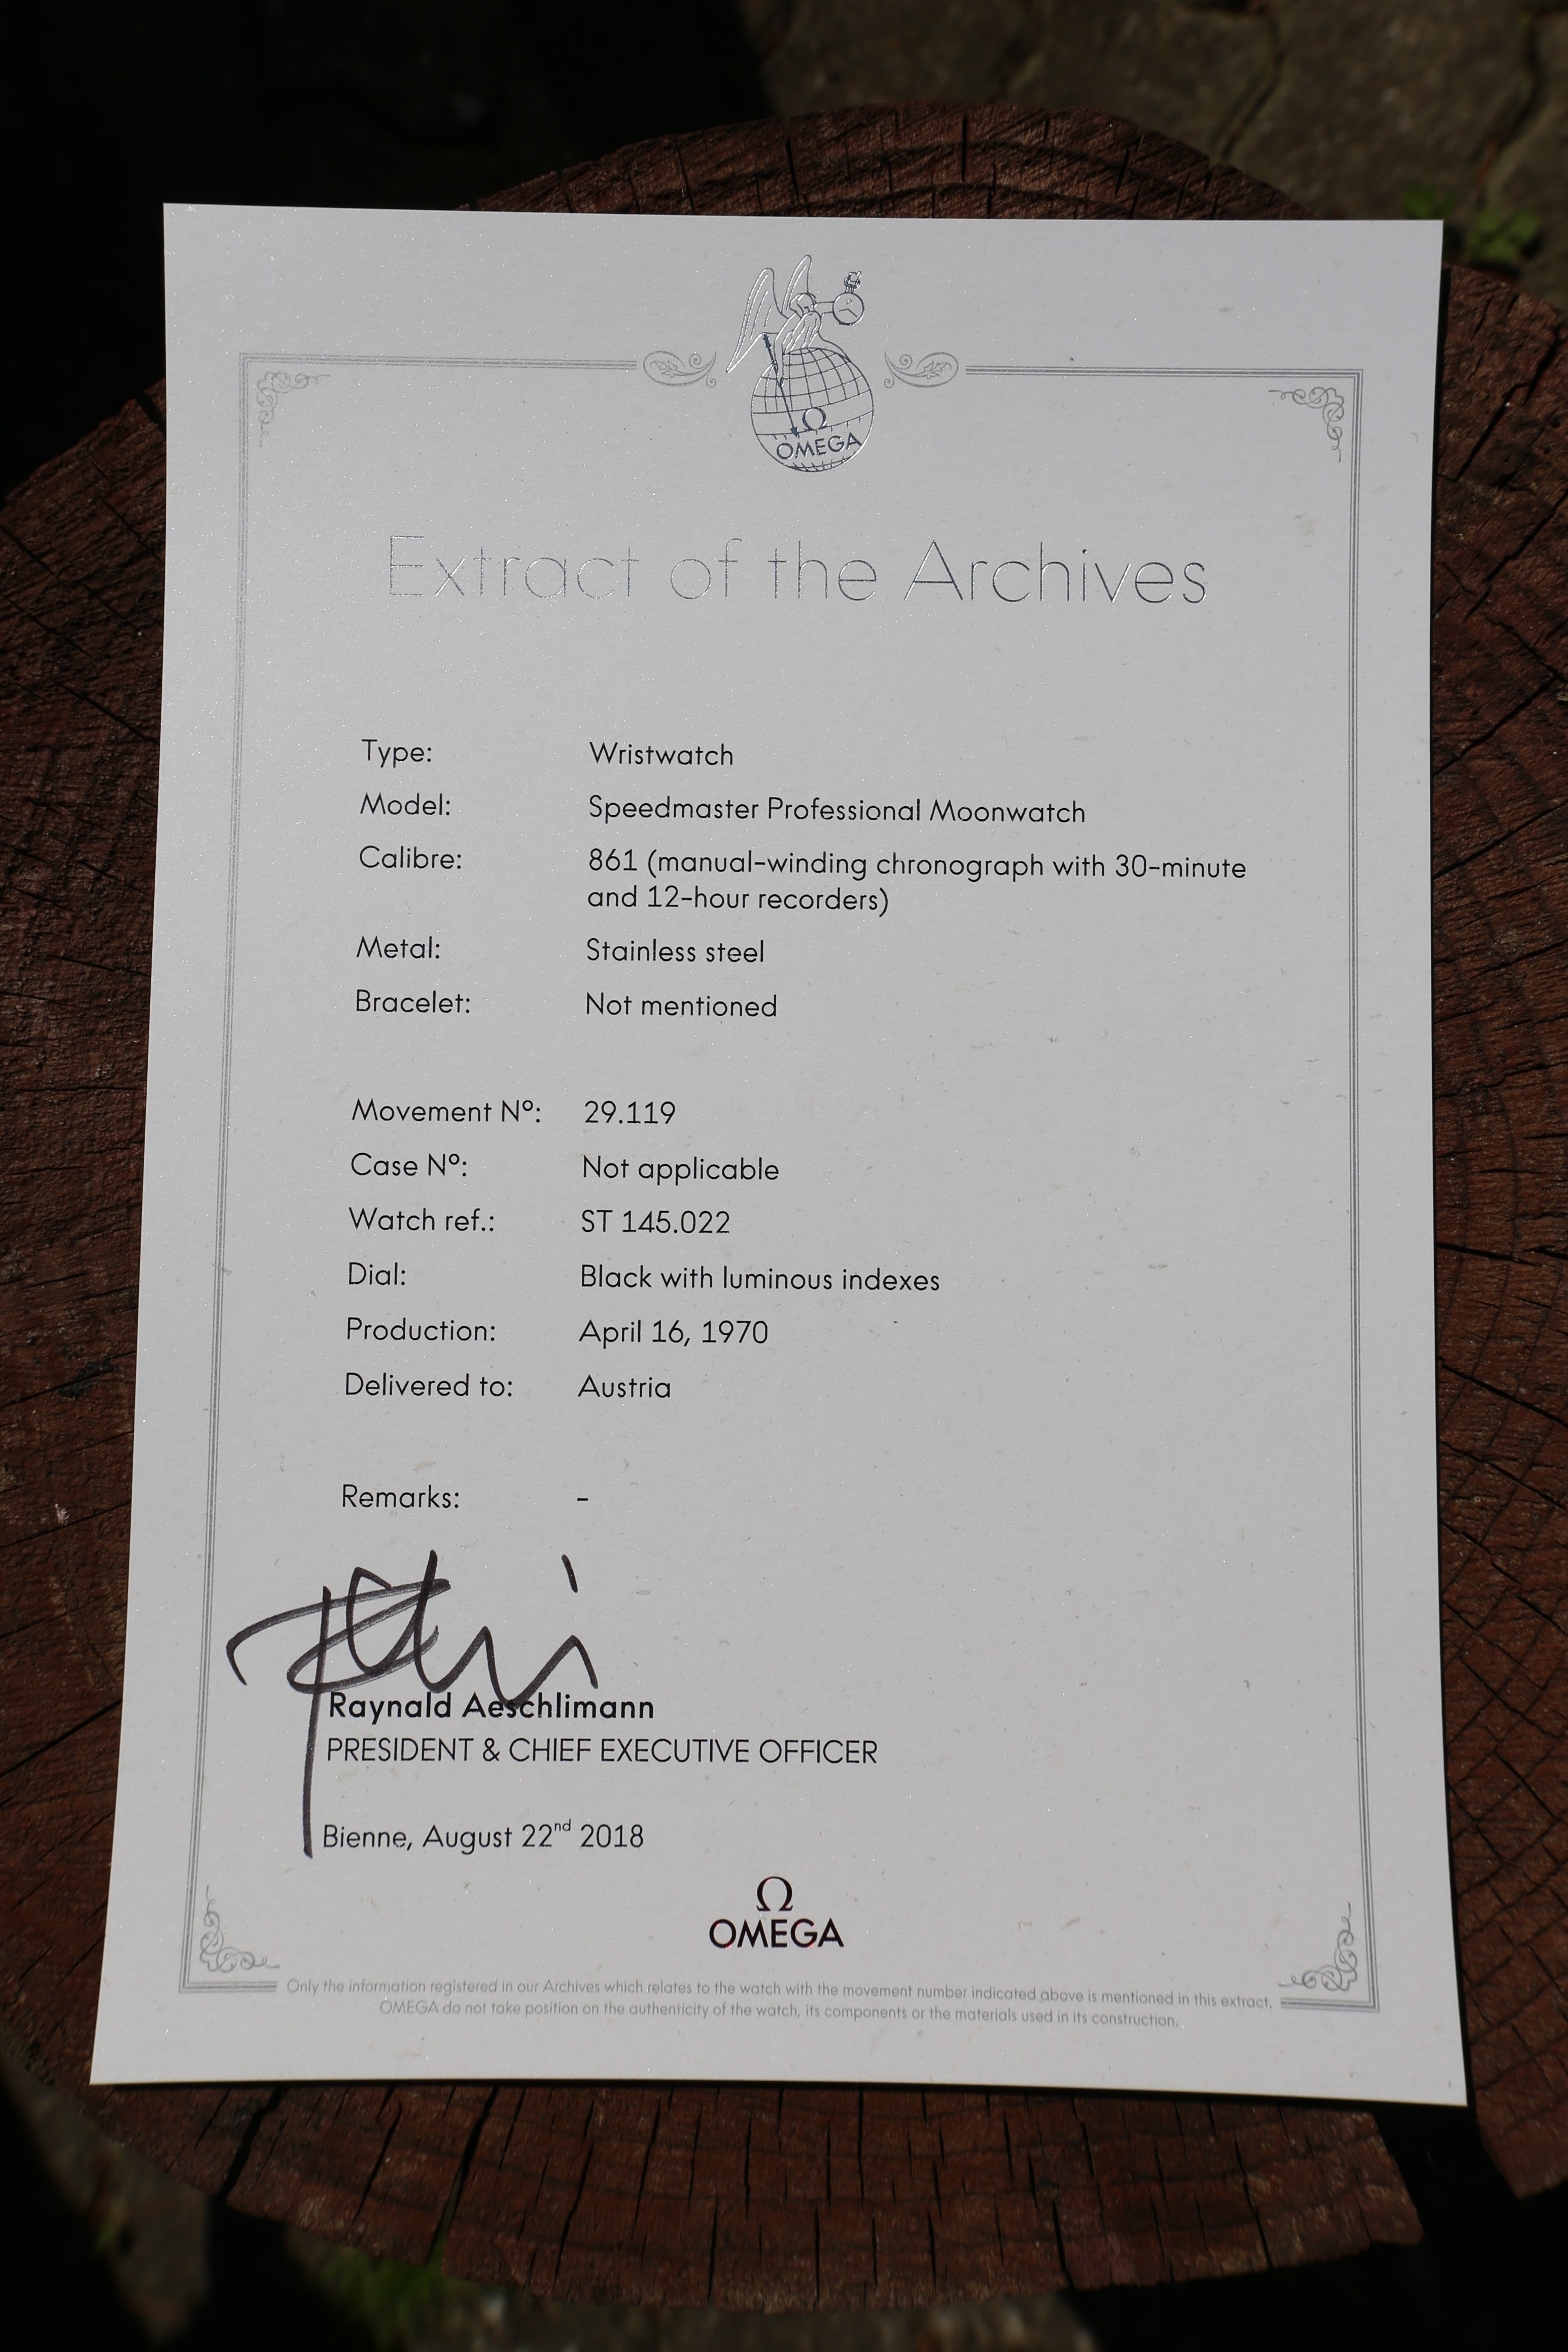 Ω
OMEGA
Extract of the Archives
Type: Wristwatch
Model: Speedmaster Professional Moonwatch
Calibre: 861 (manual-winding chronograph with 30-minute
and 12-hour recorders)
Metal: Stainless steel
Bracelet: Not mentioned
Movement Nº: 29.119
Case Nº: Not applicable
Watch ref.: ST 145.022
Dial: Black with luminous indexes
Production: April 16, 1970
Delivered to: Austria
Remarks: -
Raynald Aeschlimann
PRESIDENT & CHIEF EXECUTIVE OFFICER
Bienne, August 22nd 2018
Ω
OMEGA
Only the information registered in our Archives which relates to the watch with the movement number indicated above is mentioned in this extract.
OMEGA do not take position on the authenticity of the watch, its components or the materials used in its construction.